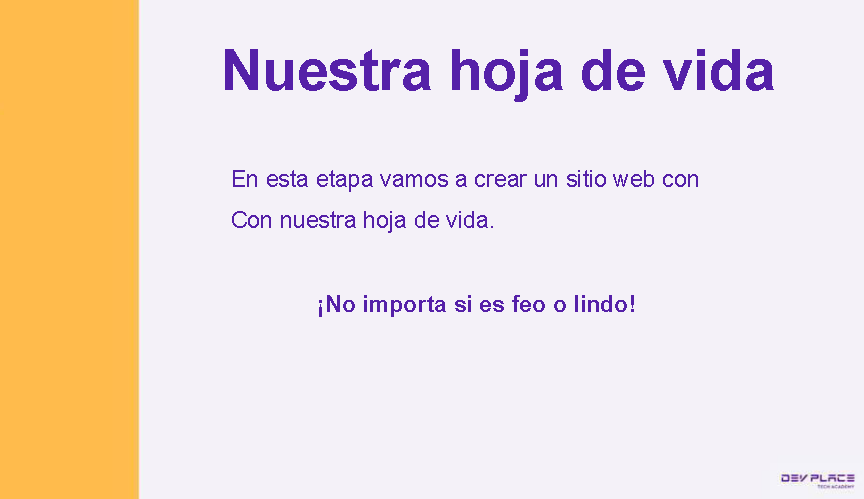 Nuestra hoja de vida
En esta etapa vamos a crear un sitio web con
Con nuestra hoja de vida.
¡No importa si es feo o lindo!
DEV PLACE
TECH ACADEMY